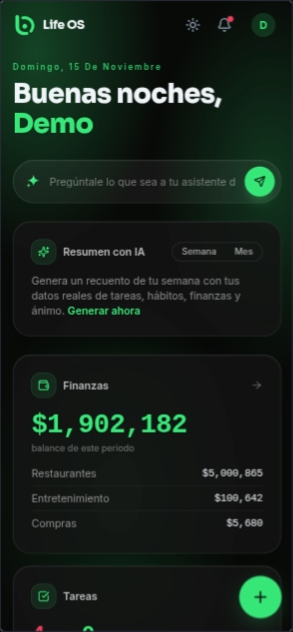 Life OS
D
Domingo, 15 De Noviembre
Buenas noches,
Demo
Pregúntale lo que sea a tu asistente d
Resumen con IA
Semana Mes
Genera un recuento de tu semana con tus
datos reales de tareas, hábitos, finanzas y
ánimo. Generar ahora
Finanzas
$1,902,182
balance de este periodo
Restaurantes $5,000,865
Entretenimiento $100,642
Compras $5,680
Tareas